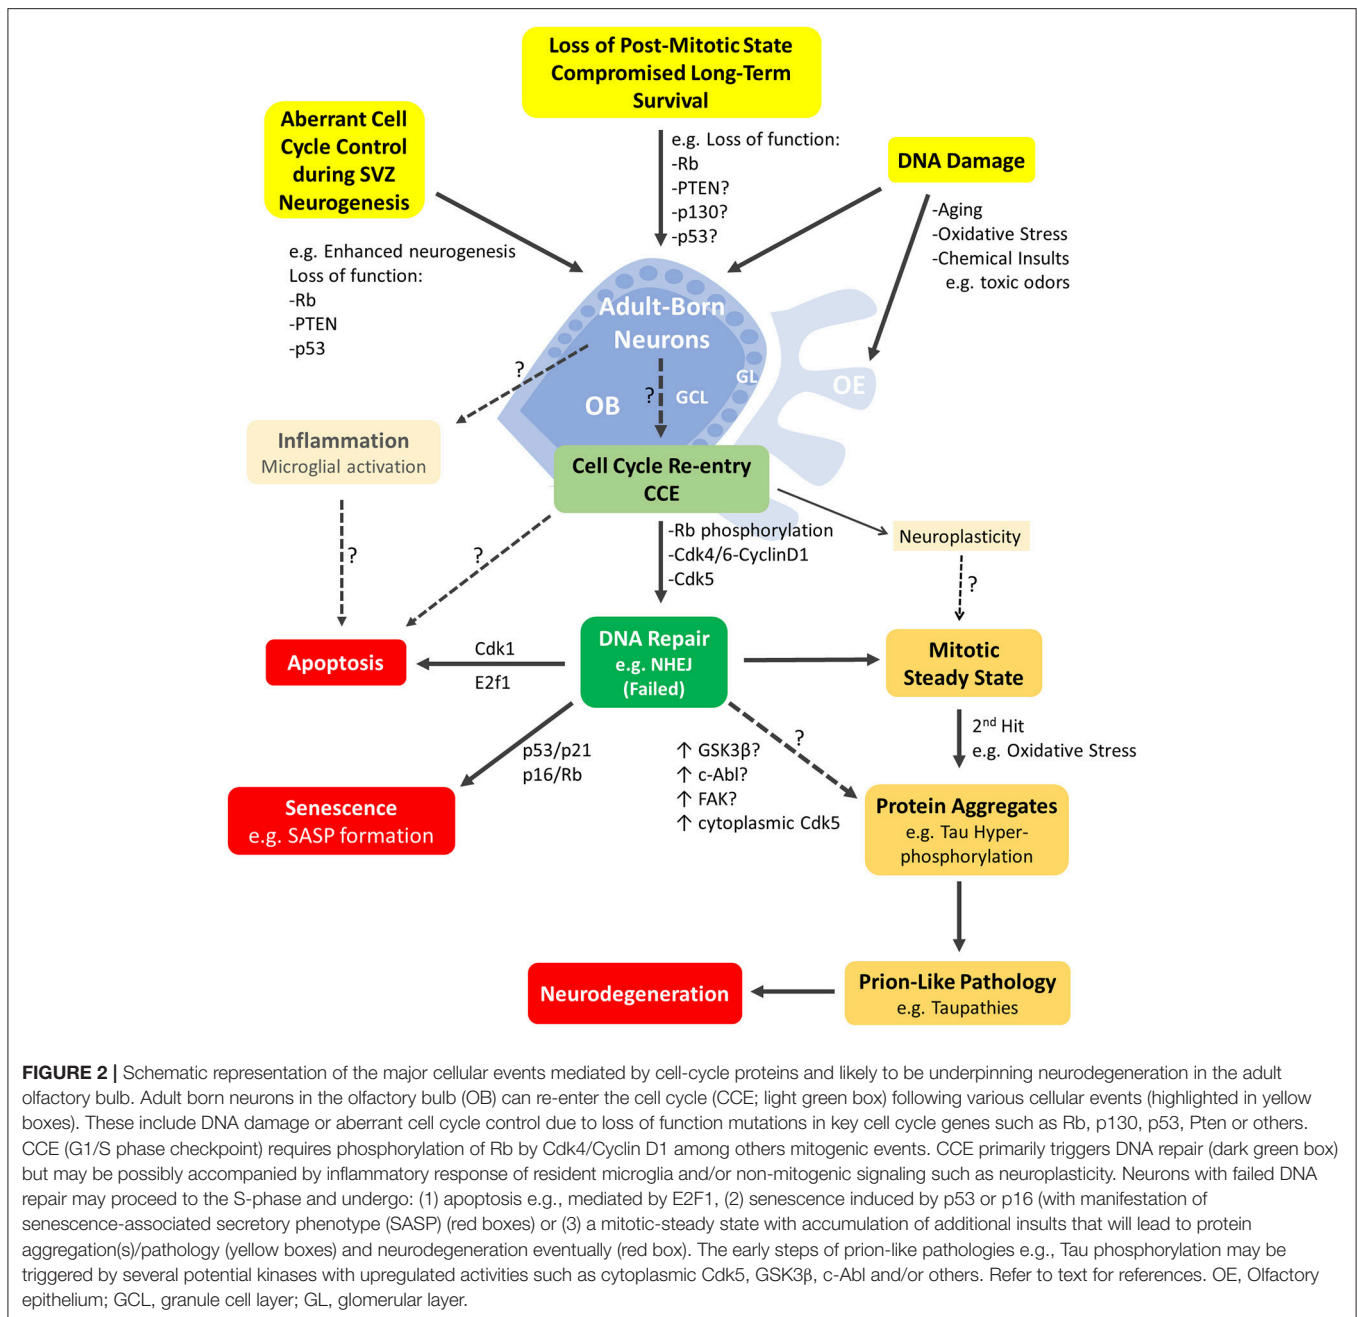 Loss of Post-Mitotic State
Compromised Long-Term
Survival
Aberrant Cell
Cycle Control
during SVZ
Neurogenesis
e.g. Loss of function:
-Rb
-PTEN?
-p130?
-p53?
DNA Damage
-Aging
-Oxidative Stress
-Chemical Insults
e.g. toxic odors
e.g. Enhanced neurogenesis
Loss of function:
-Rb
-PTEN
-p53
Adult-Born
Neurons
OB
GCL
GL
OE
?
?
Inflammation
Microglial activation
Cell Cycle Re-entry
CCE
-Rb phosphorylation
-Cdk4/6-CyclinD1
-Cdk5
Neuroplasticity
?
?
?
Apoptosis
Cdk1
E2f1
DNA Repair
e.g. NHEJ
(Failed)
Mitotic
Steady State
2nd Hit
e.g. Oxidative Stress
p53/p21
p16/Rb
?
↑ GSK3β?
↑ c-Abl?
↑ FAK?
↑ cytoplasmic Cdk5
Senescence
e.g. SASP formation
Protein Aggregates
e.g. Tau Hyper-
phosphorylation
Neurodegeneration
Prion-Like Pathology
e.g. Taupathies
FIGURE 2 | Schematic representation of the major cellular events mediated by cell-cycle proteins and likely to be underpinning neurodegeneration in the adult
olfactory bulb. Adult born neurons in the olfactory bulb (OB) can re-enter the cell cycle (CCE; light green box) following various cellular events (highlighted in yellow
boxes). These include DNA damage or aberrant cell cycle control due to loss of function mutations in key cell cycle genes such as Rb, p130, p53, Pten or others.
CCE (G1/S phase checkpoint) requires phosphorylation of Rb by Cdk4/Cyclin D1 among others mitogenic events. CCE primarily triggers DNA repair (dark green box)
but may be possibly accompanied by inflammatory response of resident microglia and/or non-mitogenic signaling such as neuroplasticity. Neurons with failed DNA
repair may proceed to the S-phase and undergo: (1) apoptosis e.g., mediated by E2F1, (2) senescence induced by p53 or p16 (with manifestation of
senescence-associated secretory phenotype (SASP) (red boxes) or (3) a mitotic-steady state with accumulation of additional insults that will lead to protein
aggregation(s)/pathology (yellow boxes) and neurodegeneration eventually (red box). The early steps of prion-like pathologies e.g., Tau phosphorylation may be
triggered by several potential kinases with upregulated activities such as cytoplasmic Cdk5, GSK3β, c-Abl and/or others. Refer to text for references. OE, Olfactory
epithelium; GCL, granule cell layer; GL, glomerular layer.